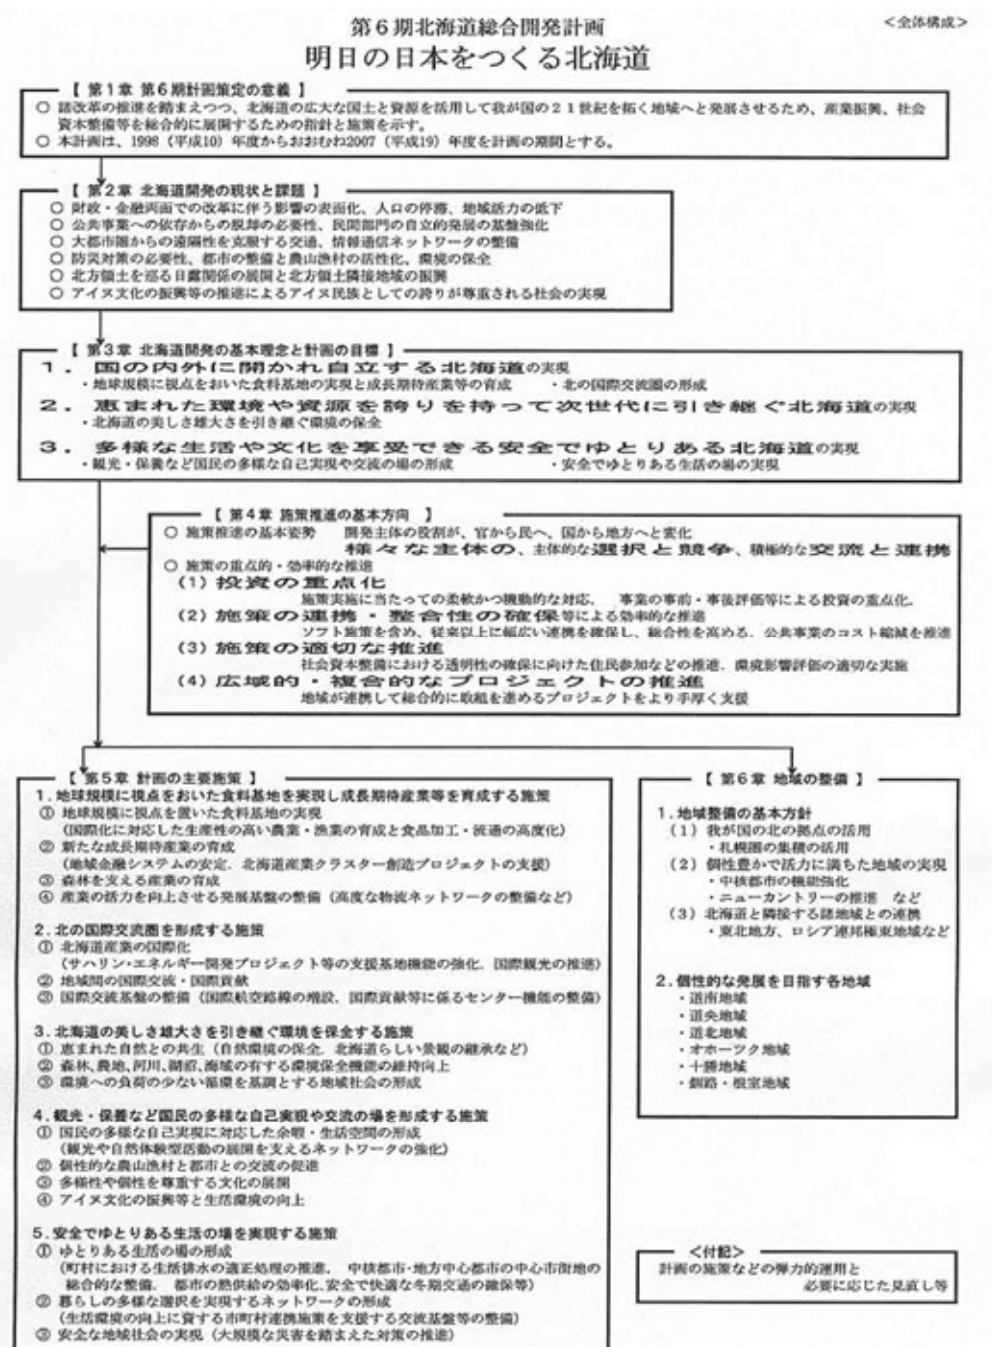 第6期北海道総合開発計画
<全体構成>
明日の日本をつくる北海道
【 第1章 第6期計画策定の意義 】
○ 諸改革の推進を踏まえつつ、北海道の広大な国土と資源を活用して我が国の21世紀を拓く地域へと発展させるため、産業振興、社会
資本整備等を総合的に展開するための指針と施策を示す。
○ 本計画は、1998(平成10)年度からおおむね2007(平成19)年度を計画の期間とする。
【 第2章 北海道開発の現状と課題 】
○ 財政・金融両面での改革に伴う影響の表面化、人口の停滞、地域活力の低下
○ 公共事業への依存からの脱却の必要性、民間部門の自立的発展の基盤強化
○ 大都市圏からの遠隔性を克服する交通、情報通信ネットワークの整備
○ 防災対策の必要性、都市の整備と農山漁村の活性化、環境の保全
○ 北方領土を巡る日露関係の展開と北方領土隣接地域の振興
○ アイヌ文化の振興等の推進によるアイヌ民族としての誇りが尊重される社会の実現
【 第3章 北海道開発の基本理念と計画の目標 】
1. 国の内外に開かれ自立する北海道の実現
・地球規模に視点をおいた食料基地の実現と成長期待産業等の育成 ・北の国際交流圏の形成
2. 恵まれた環境や資源を誇りを持って次世代に引き継ぐ北海道の実現
・北海道の美しさ雄大さを引き継ぐ環境の保全
3. 多様な生活や文化を享受できる安全でゆとりある北海道の実現
・観光・保養など国民の多様な自己実現や交流の場の形成 ・安全でゆとりある生活の場の実現
【 第4章 施策推進の基本方向 】
○ 施策推進の基本姿勢 開発主体の役割が、官から民へ、国から地方へと変化
様々な主体の、主体的な選択と競争、積極的な交流と連携
○ 施策の重点的・効率的な推進
(1) 投資の重点化
施策実施に当たっての柔軟かつ機動的な対応、 事業の事前・事後評価等による投資の重点化、
(2) 施策の連携・整合性の確保等による効率的な推進
ソフト施策を含め、従来以上に幅広い連携を確保し、総合性を高める、公共事業のコスト縮減を推進
(3) 施策の適切な推進
社会資本整備における透明性の確保に向けた住民参加などの推進、環境影響評価の適切な実施
(4) 広域的・複合的なプロジェクトの推進
地域が連携して総合的に取組を進めるプロジェクトをより手厚く支援
【 第5章 計画の主要施策 】
1.地球規模に視点をおいた食料基地を実現し成長期待産業等を育成する施策
① 地球規模に視点を置いた食料基地の実現
(国際化に対応した生産性の高い農業・漁業の育成と食品加工・流通の高度化)
② 新たな成長期待産業の育成
(地域金融システムの安定、北海道産業クラスター創造プロジェクトの支援)
③ 森林を支える産業の育成
④ 産業の活力を向上させる発展基盤の整備(高度な物流ネットワークの整備など)
2.北の国際交流圏を形成する施策
① 北海道産業の国際化
(サハリン・エネルギー開発プロジェクト等の支援基地機能の強化、国際観光の推進)
② 地域間の国際交流・国際貢献
③ 国際交流基盤の整備(国際航空路線の増設、国際貢献等に係るセンター機能の整備)
3.北海道の美しさ雄大さを引き継ぐ環境を保全する施策
① 恵まれた自然との共生(自然環境の保全、北海道らしい景観の継承など)
② 森林、農地、河川、湖沼、海域の有する環境保全機能の維持向上
③ 環境への負荷の少ない循環を基調とする地域社会の形成
4.観光・保養など国民の多様な自己実現や交流の場を形成する施策
① 国民の多様な自己実現に対応した余暇・生活空間の形成
(観光や自然体験型活動の展開を支えるネットワークの強化)
② 個性的な農山漁村と都市との交流の促進
③ 多様性や個性を尊重する文化の展開
④ アイヌ文化の振興等と生活環境の向上
5.安全でゆとりある生活の場を実現する施策
① ゆとりある生活の場の形成
(町村における生活排水の適正処理の推進、 中核都市・地方中心都市の中心市街地の
総合的な整備、 都市の熱供給の効率化、安全で快適な冬期交通の確保等)
② 暮らしの多様な選択を実現するネットワークの形成
(生活環境の向上に資する市町村連携施策を支援する交流基盤等の整備)
③ 安全な地域社会の実現(大規模な災害を踏まえた対策の推進)
【 第6章 地域の整備 】
1.地域整備の基本方針
(1)我が国の北の拠点の活用
・札幌圏の集積の活用
(2)個性豊かで活力に満ちた地域の実現
・中核都市の機能強化
・ニューカントリーの推進 など
(3)北海道と隣接する諸地域との連携
・東北地方、ロシア連邦極東地域など
2.個性的な発展を目指す各地域
・道南地域
・道央地域
・道北地域
・オホーツク地域
・十勝地域
・釧路・根室地域
<付記>
計画の施策などの弾力的運用と
必要に応じた見直し等